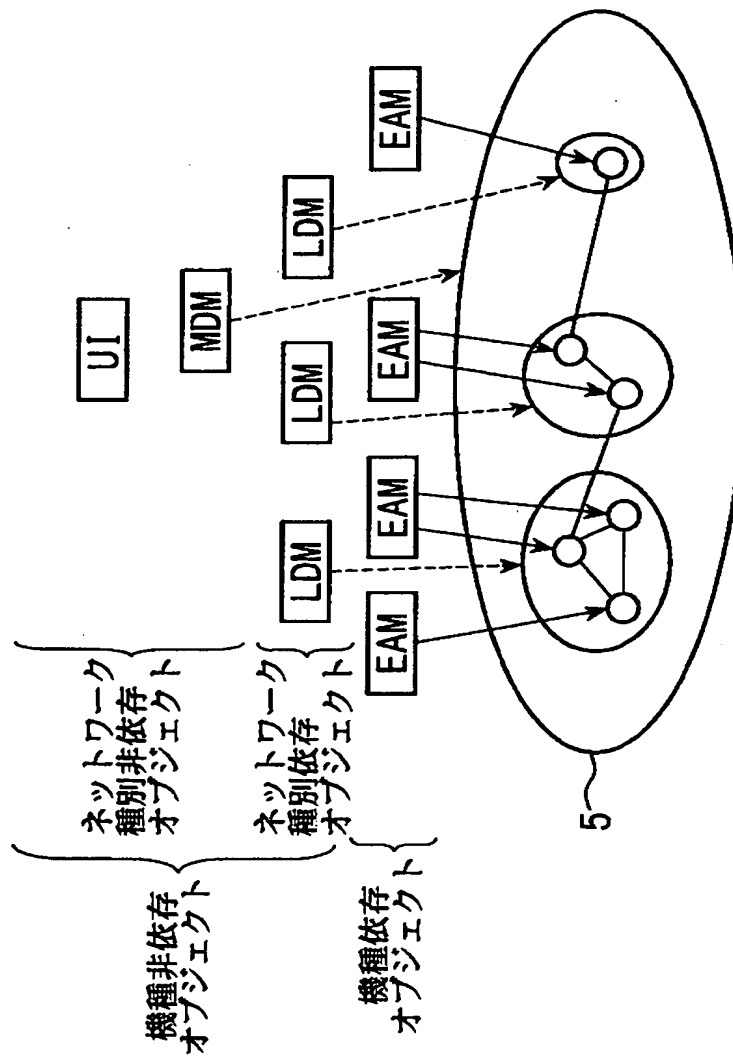 機種非依存
オブジェクト
ネットワーク
種別非依存
オブジェクト
ネットワーク
種別依存
オブジェクト
機種依存
オブジェクト
UI
MDM
LDM
LDM
LDM
EAM
EAM
EAM
EAM
5